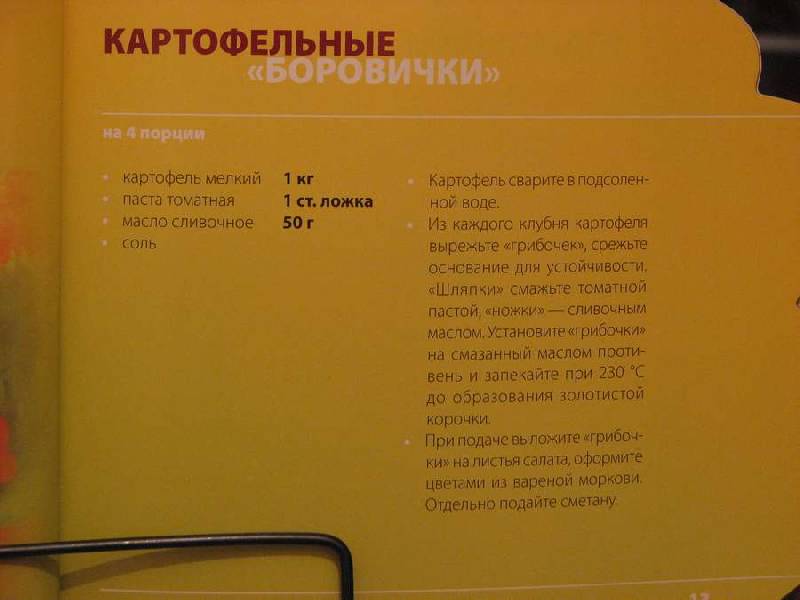 КАРТОФЕЛЬНЫЕ
«БОРОВИЧКИ»
на 4 порции
• картофель мелкий 1 кг
• паста томатная 1 ст. ложка
• масло сливочное 50 г
• соль
• Картофель сварите в подсолен-
ной воде.
• Из каждого клубня картофеля
вырежьте «грибочек», срежьте
основание для устойчивости.
«Шляпки» смажьте томатной
пастой, «ножки» — сливочным
маслом. Установите «грибочки»
на смазанный маслом проти-
вень и запекайте при 230 °С
до образования золотистой
корочки.
• При подаче выложите «грибоч-
ки» на листья салата, оформите
цветами из вареной моркови.
Отдельно подайте сметану.